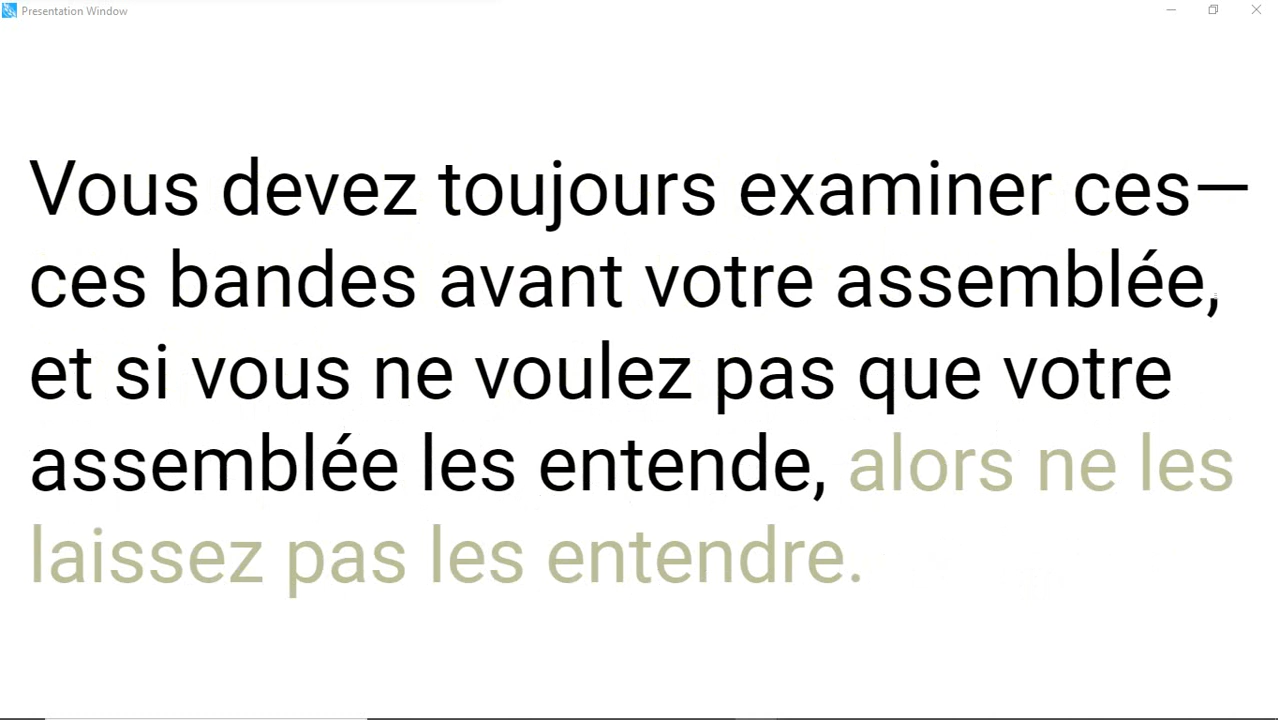 Presentation Window
Vous devez toujours examiner ces—
ces bandes avant votre assemblée,
et si vous ne voulez pas que votre
assemblée les entende, alors ne les
laissez pas les entendre.